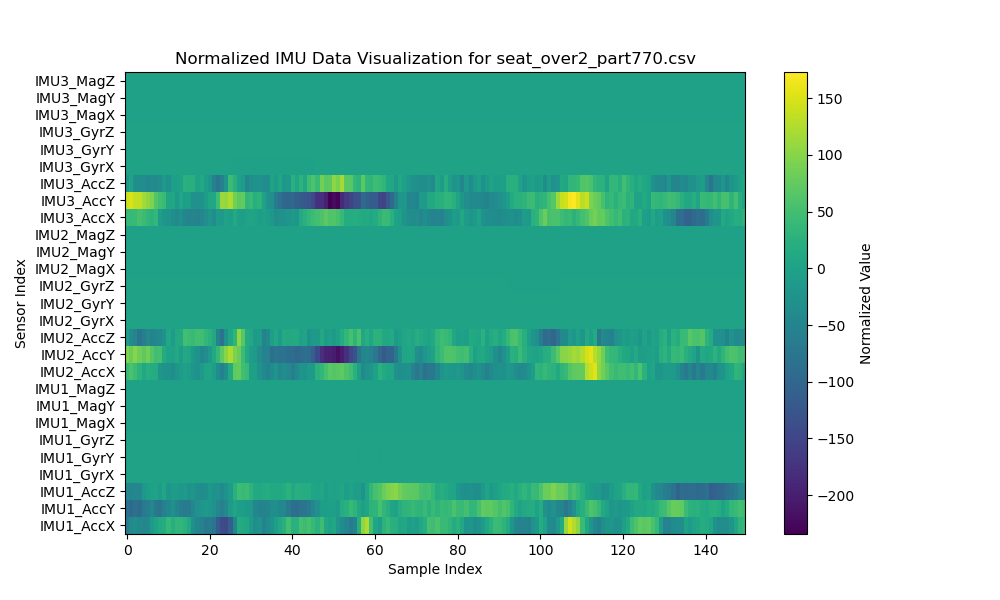 Normalized IMU Data Visualization for seat_over2_part770.csv
IMU3_MagZ
IMU3_MagY
IMU3_MagX
IMU3_GyrZ
IMU3_GyrY
IMU3_GyrX
IMU3_AccZ
IMU3_AccY
IMU3_AccX
IMU2_MagZ
IMU2_MagY
IMU2_MagX
IMU2_GyrZ
IMU2_GyrY
IMU2_GyrX
IMU2_AccZ
IMU2_AccY
IMU2_AccX
IMU1_MagZ
IMU1_MagY
IMU1_MagX
IMU1_GyrZ
IMU1_GyrY
IMU1_GyrX
IMU1_AccZ
IMU1_AccY
IMU1_AccX
Sensor Index
0 20 40 60 80 100 120 140
Sample Index
150
100
50
0
−50
−100
−150
−200
Normalized Value